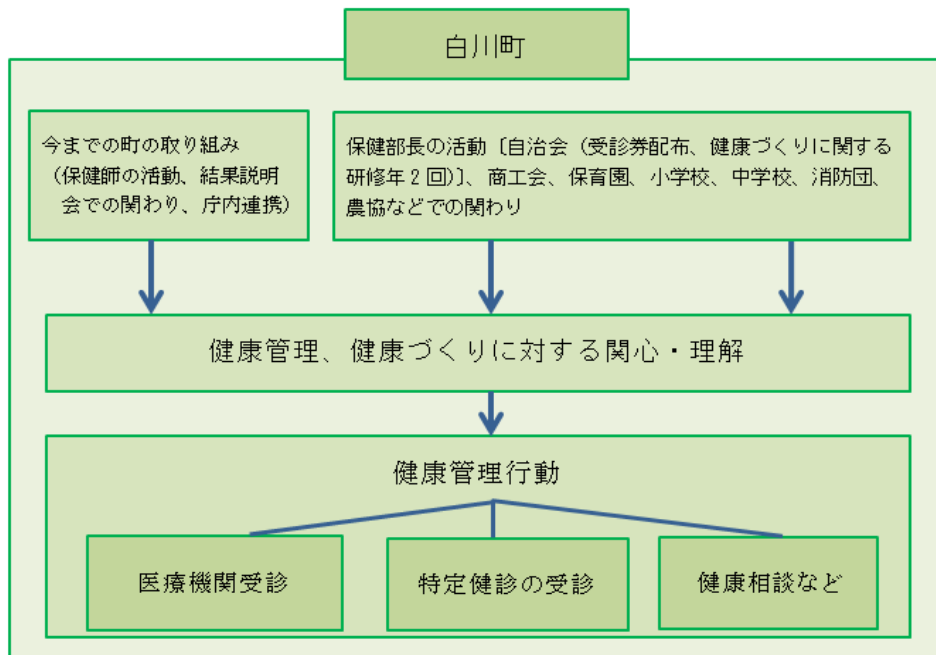 白川町
今までの町の取り組み
（保健師の活動、結果説明
会での関わり、庁内連携）
保健部長の活動〔自治会（受診券配布、健康づくりに関する
研修年２回）〕、商工会、保育園、小学校、中学校、消防団、
農協などでの関わり
健康管理、健康づくりに対する関心・理解
健康管理行動
医療機関受診
特定健診の受診
健康相談など